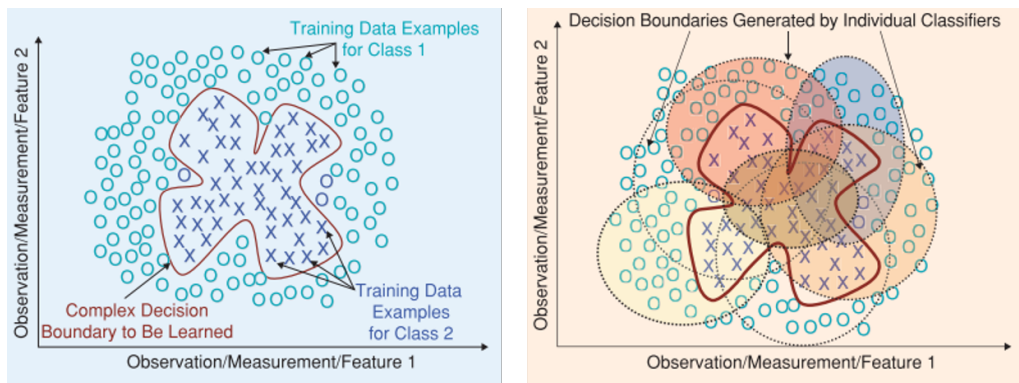 Training Data Examples
for Class 1
Observation/Measurement/Feature 2
Complex Decision
Boundary to Be Learned
Training Data
Examples
for Class 2
Observation/Measurement/Feature 1
Decision Boundaries Generated by Individual Classifiers
Observation/Measurement/Feature 2
Observation/Measurement/Feature 1